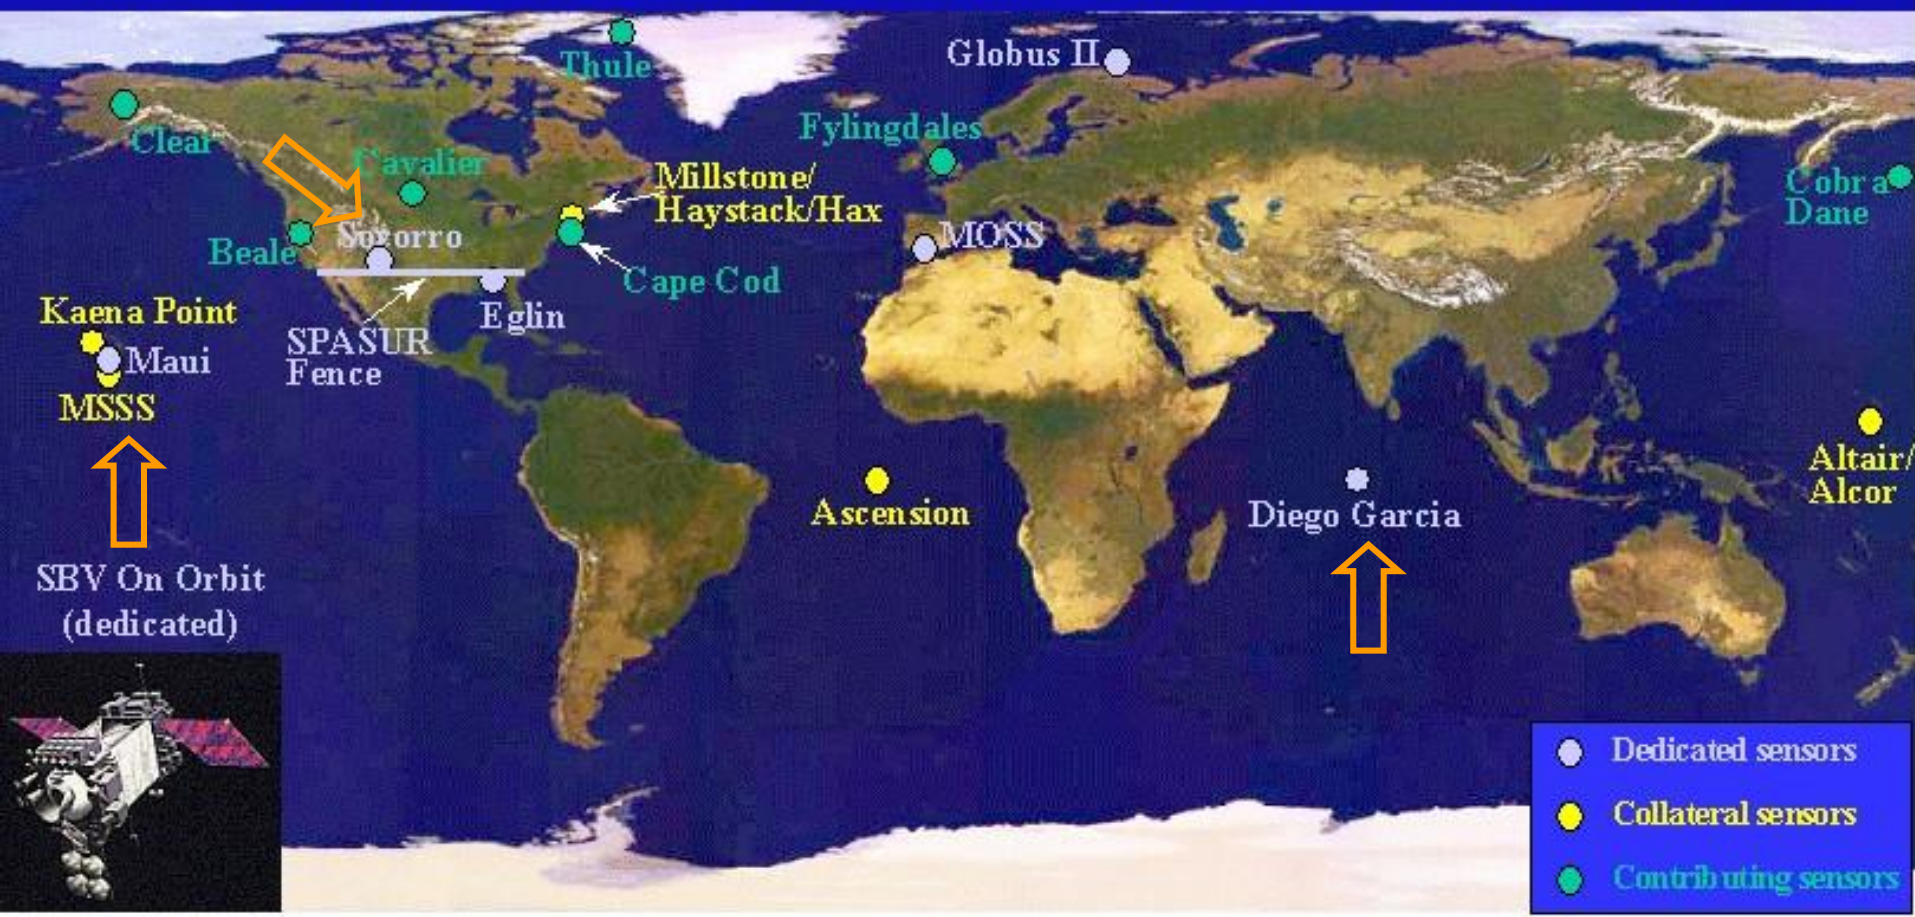 Thule
Globus II
Clear
Cavalier
Fylingdales
Millstone/
Haystack/Hax
Cobra
Dane
Beale
Socorro
MOSS
Cape Cod
Kaena Point
Eglin
SPASUR
Fence
Maui
MSSS
Ascension
Diego Garcia
Altair/
Alcor
SBV On Orbit
(dedicated)
Dedicated sensors
Collateral sensors
Contributing sensors